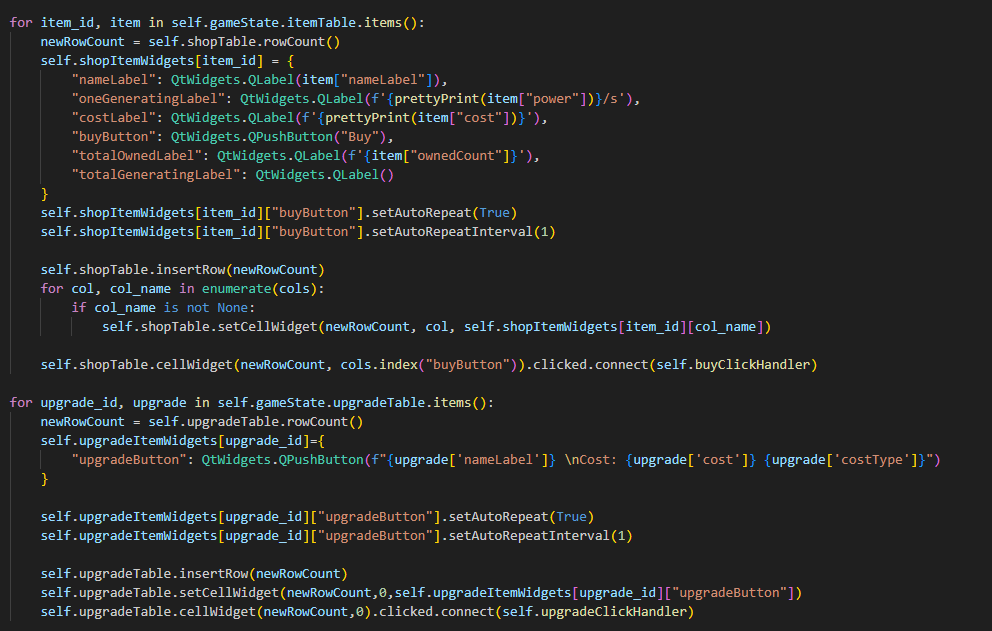 for item_id, item in self.gameState.itemTable.items():
    newRowCount = self.shopTable.rowCount()
    self.shopItemWidgets[item_id] = {
        "nameLabel": QtWidgets.QLabel(item["nameLabel"]),
        "oneGeneratingLabel": QtWidgets.QLabel(f'{prettyPrint(item["power"])}/s'),
        "costLabel": QtWidgets.QLabel(f'{prettyPrint(item["cost"])}'),
        "buyButton": QtWidgets.QPushButton("Buy"),
        "totalOwnedLabel": QtWidgets.QLabel(f'{item["ownedCount"]}'),
        "totalGeneratingLabel": QtWidgets.QLabel()
    }
    self.shopItemWidgets[item_id]["buyButton"].setAutoRepeat(True)
    self.shopItemWidgets[item_id]["buyButton"].setAutoRepeatInterval(1)

    self.shopTable.insertRow(newRowCount)
    for col, col_name in enumerate(cols):
        if col_name is not None:
            self.shopTable.setCellWidget(newRowCount, col, self.shopItemWidgets[item_id][col_name])

    self.shopTable.cellWidget(newRowCount, cols.index("buyButton")).clicked.connect(self.buyClickHandler)

for upgrade_id, upgrade in self.gameState.upgradeTable.items():
    newRowCount = self.upgradeTable.rowCount()
    self.upgradeItemWidgets[upgrade_id]={
        "upgradeButton": QtWidgets.QPushButton(f"{upgrade['nameLabel']} \nCost: {upgrade['cost']} {upgrade['costType']}")
    }

    self.upgradeItemWidgets[upgrade_id]["upgradeButton"].setAutoRepeat(True)
    self.upgradeItemWidgets[upgrade_id]["upgradeButton"].setAutoRepeatInterval(1)

    self.upgradeTable.insertRow(newRowCount)
    self.upgradeTable.setCellWidget(newRowCount,0,self.upgradeItemWidgets[upgrade_id]["upgradeButton"])
    self.upgradeTable.cellWidget(newRowCount,0).clicked.connect(self.upgradeClickHandler)